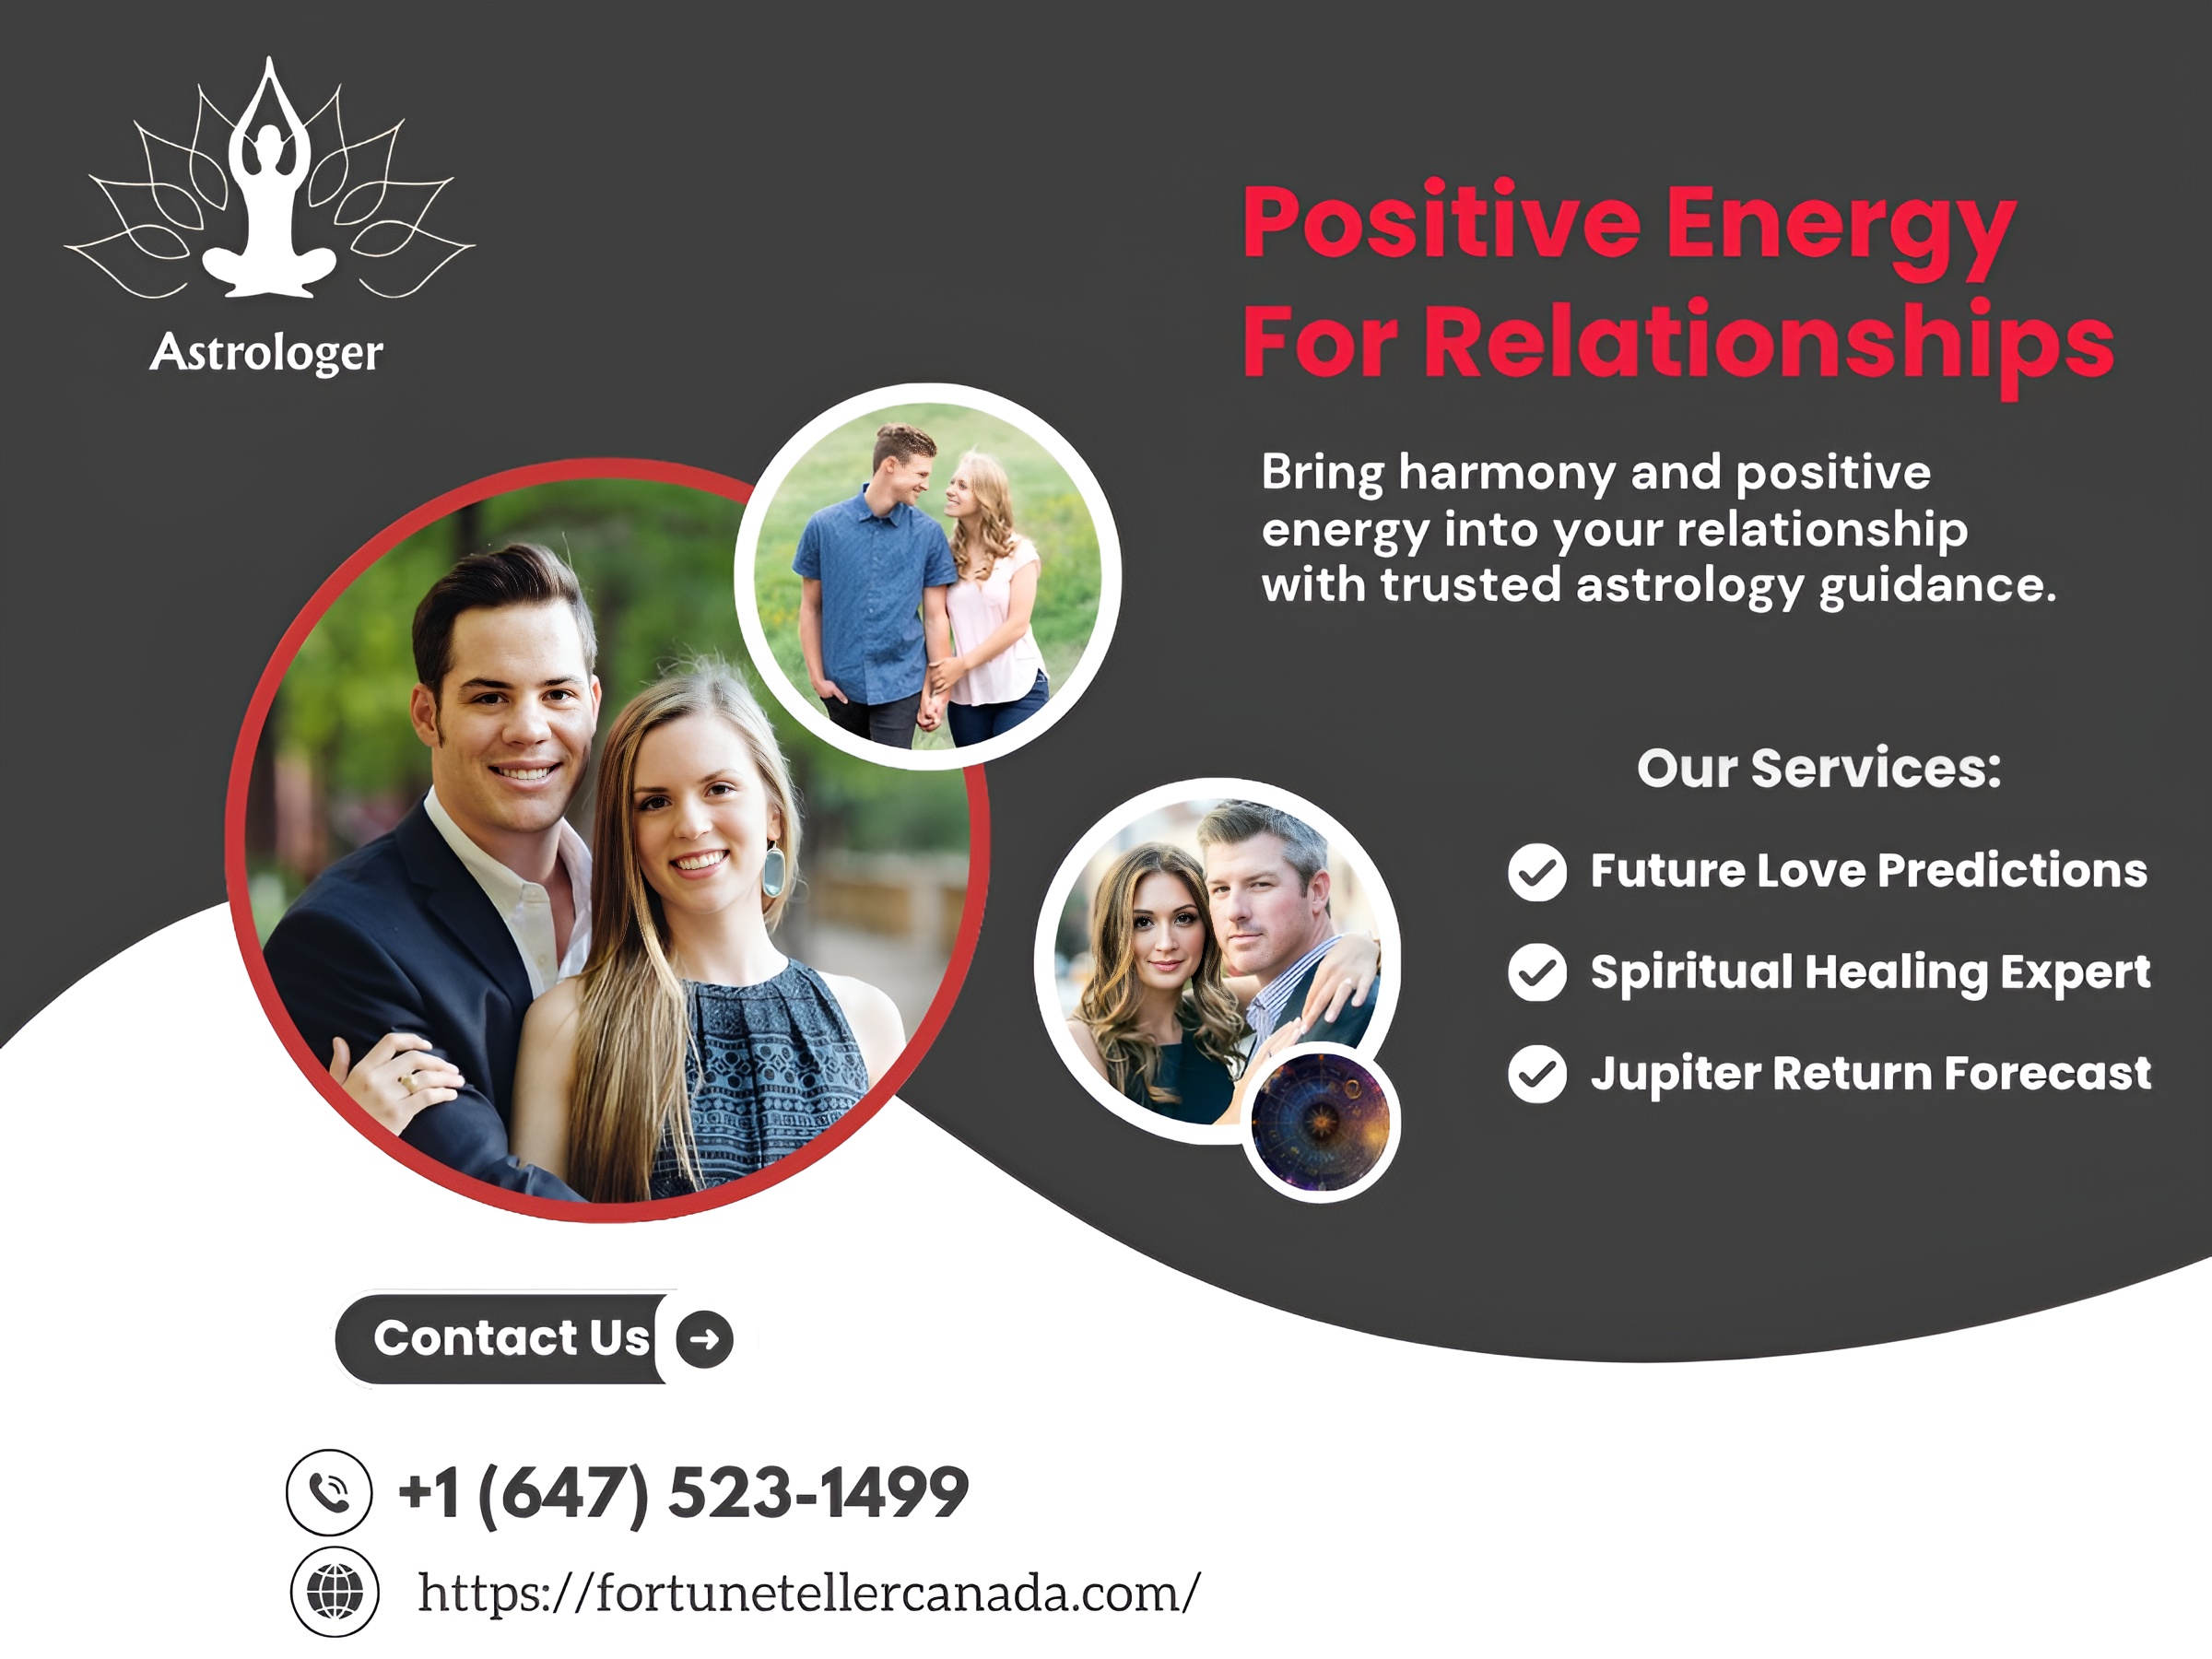 Astrologer
Positive Energy
For Relationships
Bring harmony and positive
energy into your relationship
with trusted astrology guidance.
Our Services:
Future Love Predictions
Spiritual Healing Expert
Jupiter Return Forecast
Contact Us
+1 (647) 523-1499
https://fortunetellercanada.com/